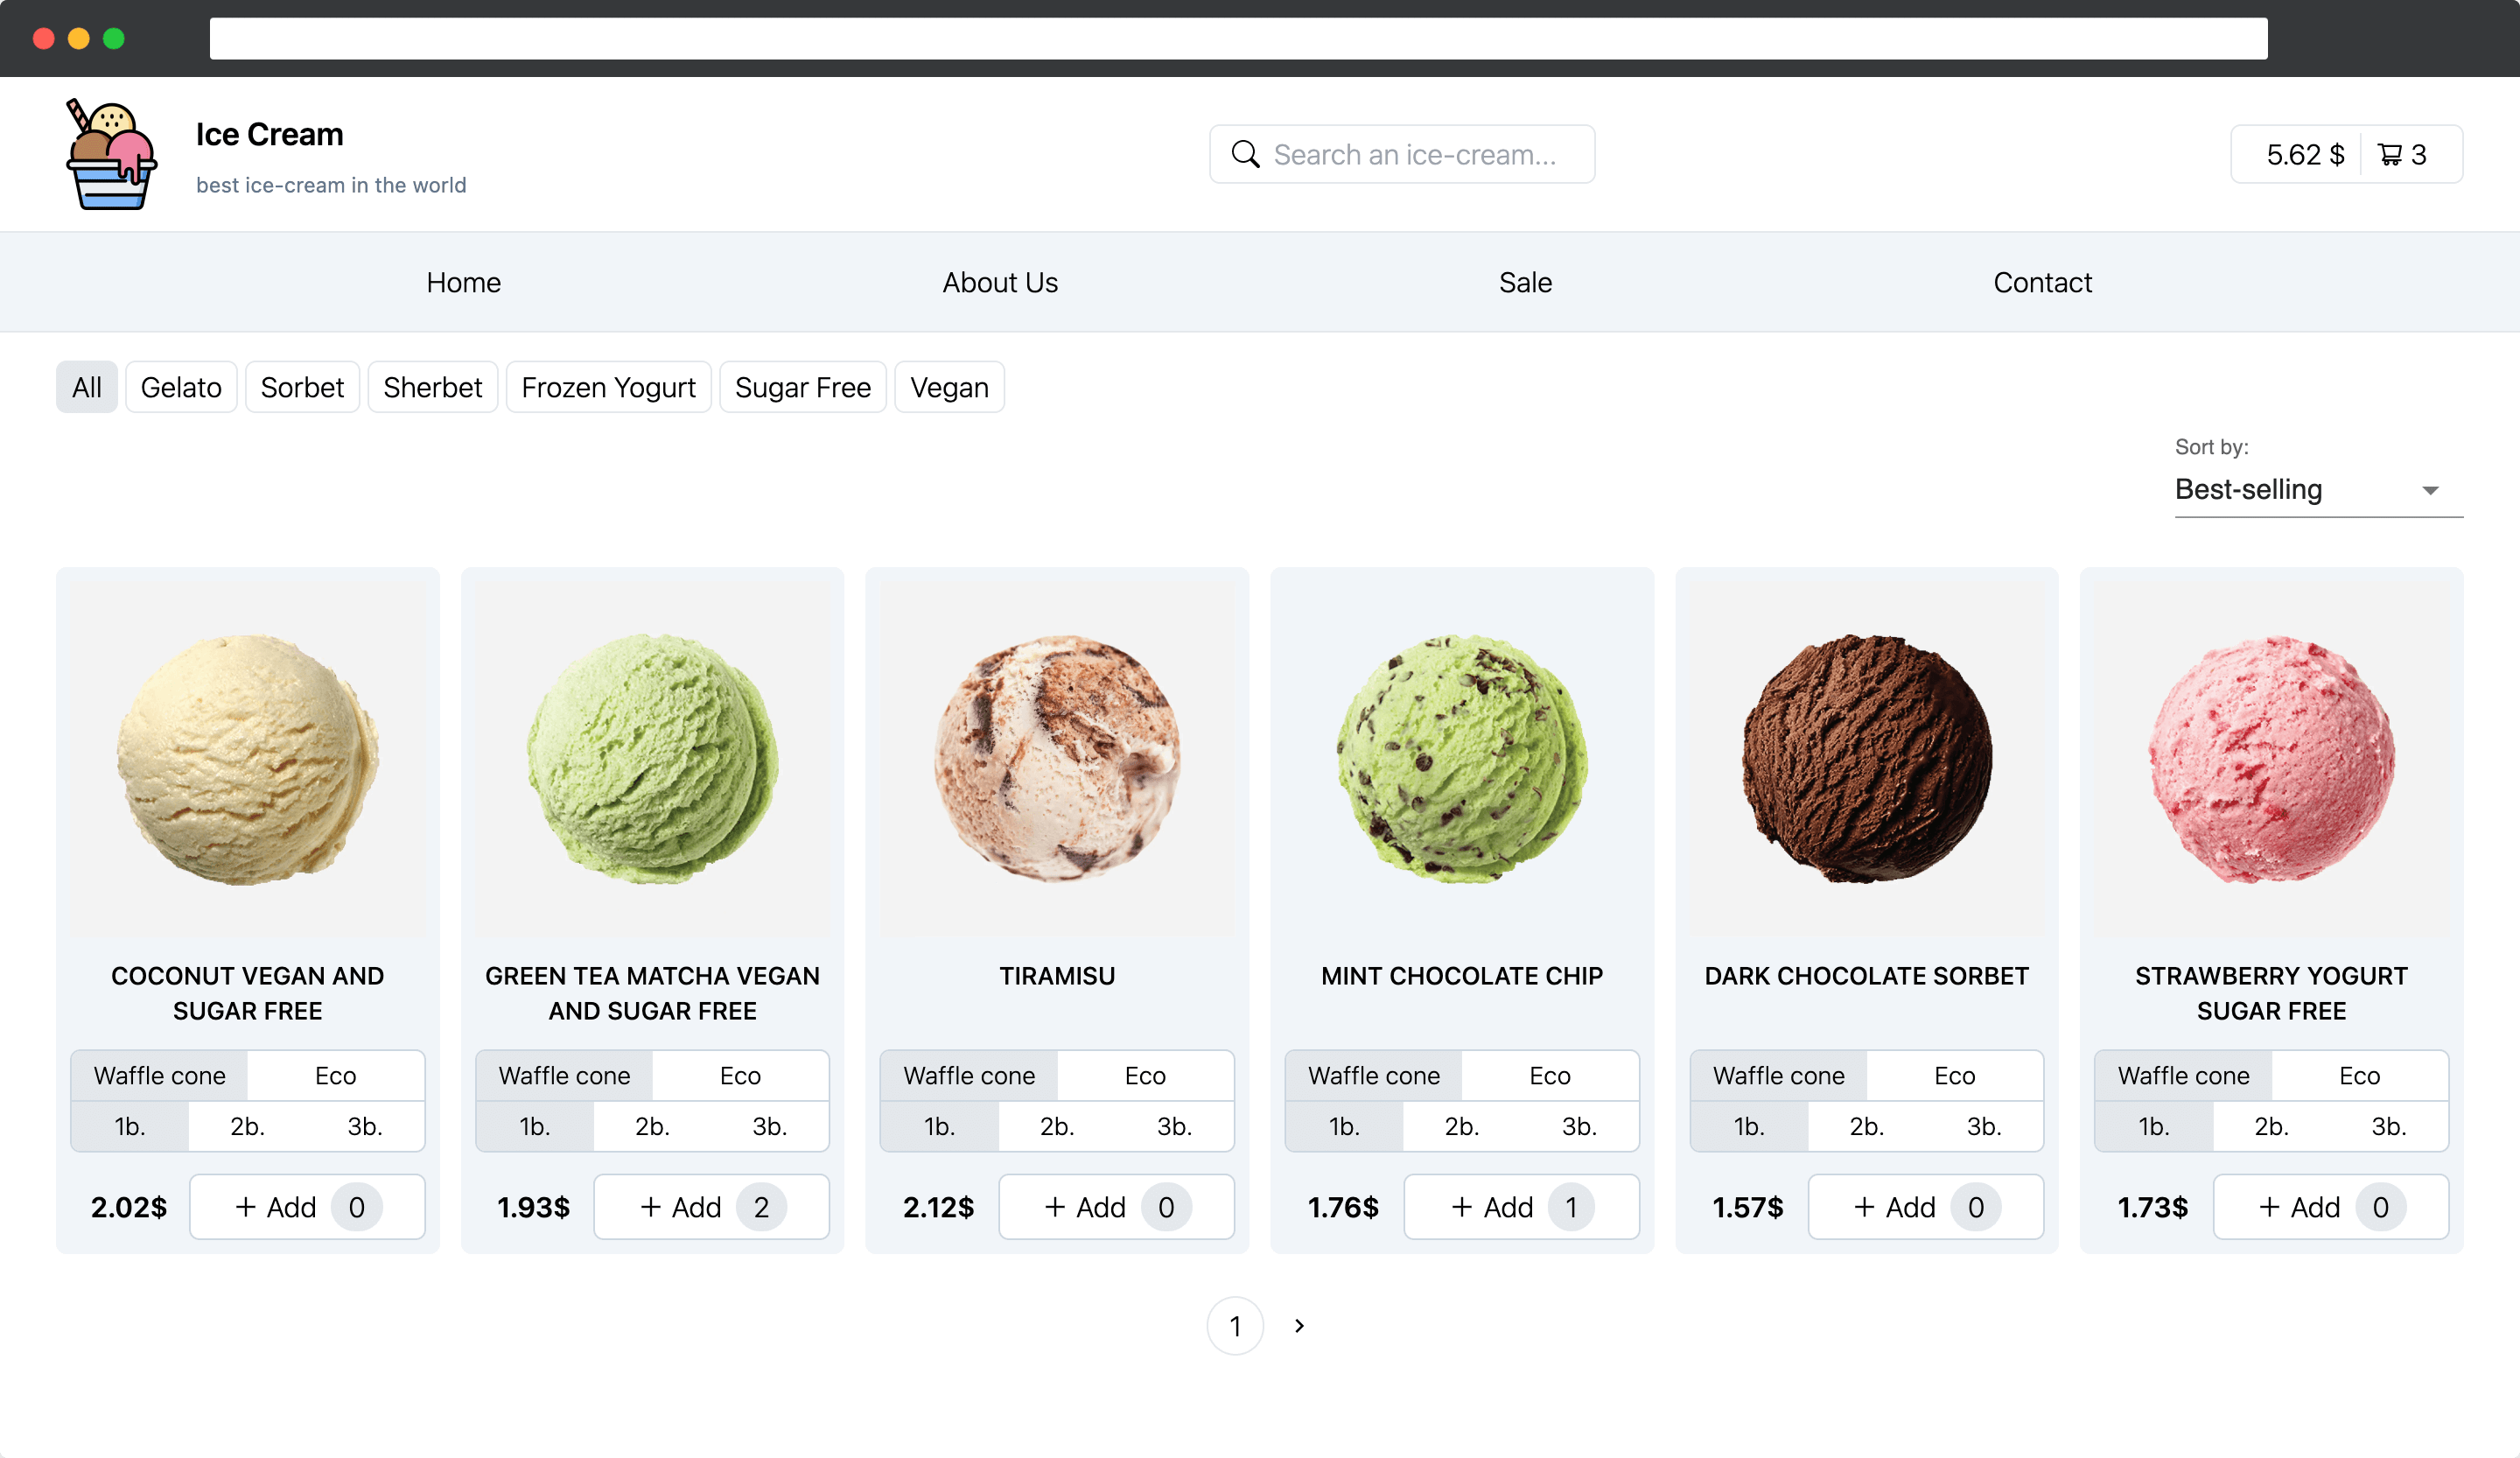 Ice Cream
best ice-cream in the world
Search an ice-cream...
5.62 $ 3
Home About Us Sale Contact
All Gelato Sorbet Sherbet Frozen Yogurt Sugar Free Vegan
Sort by:
Best-selling
COCONUT VEGAN AND
SUGAR FREE
Waffle cone Eco
1b. 2b. 3b.
2.02$ + Add 0
GREEN TEA MATCHA VEGAN
AND SUGAR FREE
Waffle cone Eco
1b. 2b. 3b.
1.93$ + Add 2
TIRAMISU
Waffle cone Eco
1b. 2b. 3b.
2.12$ + Add 0
MINT CHOCOLATE CHIP
Waffle cone Eco
1b. 2b. 3b.
1.76$ + Add 1
DARK CHOCOLATE SORBET
Waffle cone Eco
1b. 2b. 3b.
1.57$ + Add 0
STRAWBERRY YOGURT
SUGAR FREE
Waffle cone Eco
1b. 2b. 3b.
1.73$ + Add 0
1 ›